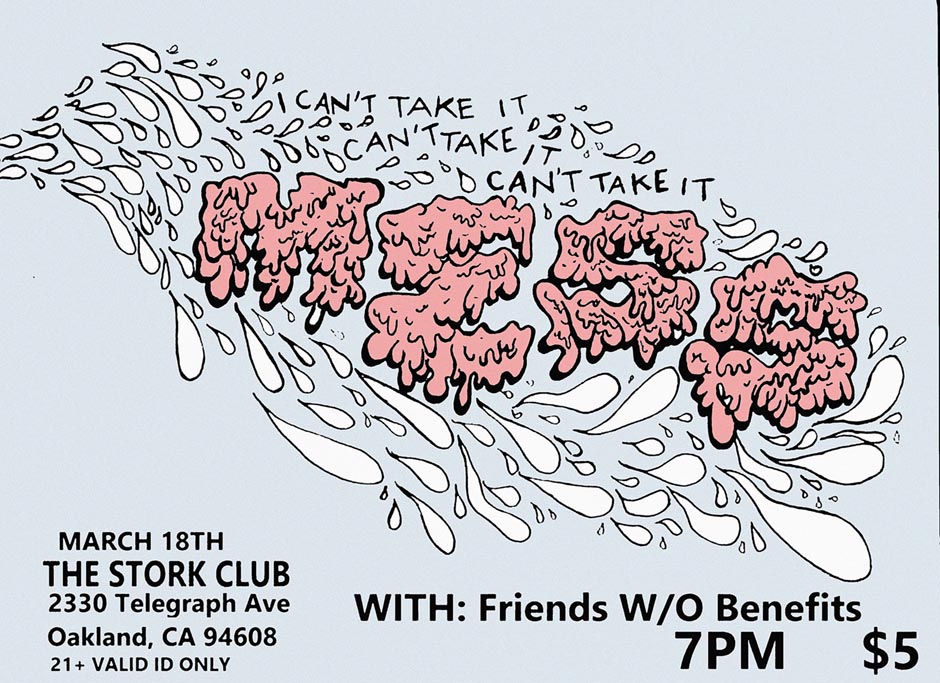 I CAN'T TAKE IT
CAN'T TAKE IT
CAN'T TAKE IT
MESS
MARCH 18TH
THE STORK CLUB
2330 Telegraph Ave
Oakland, CA 94608
21+ VALID ID ONLY
WITH: Friends W/O Benefits
7PM $5